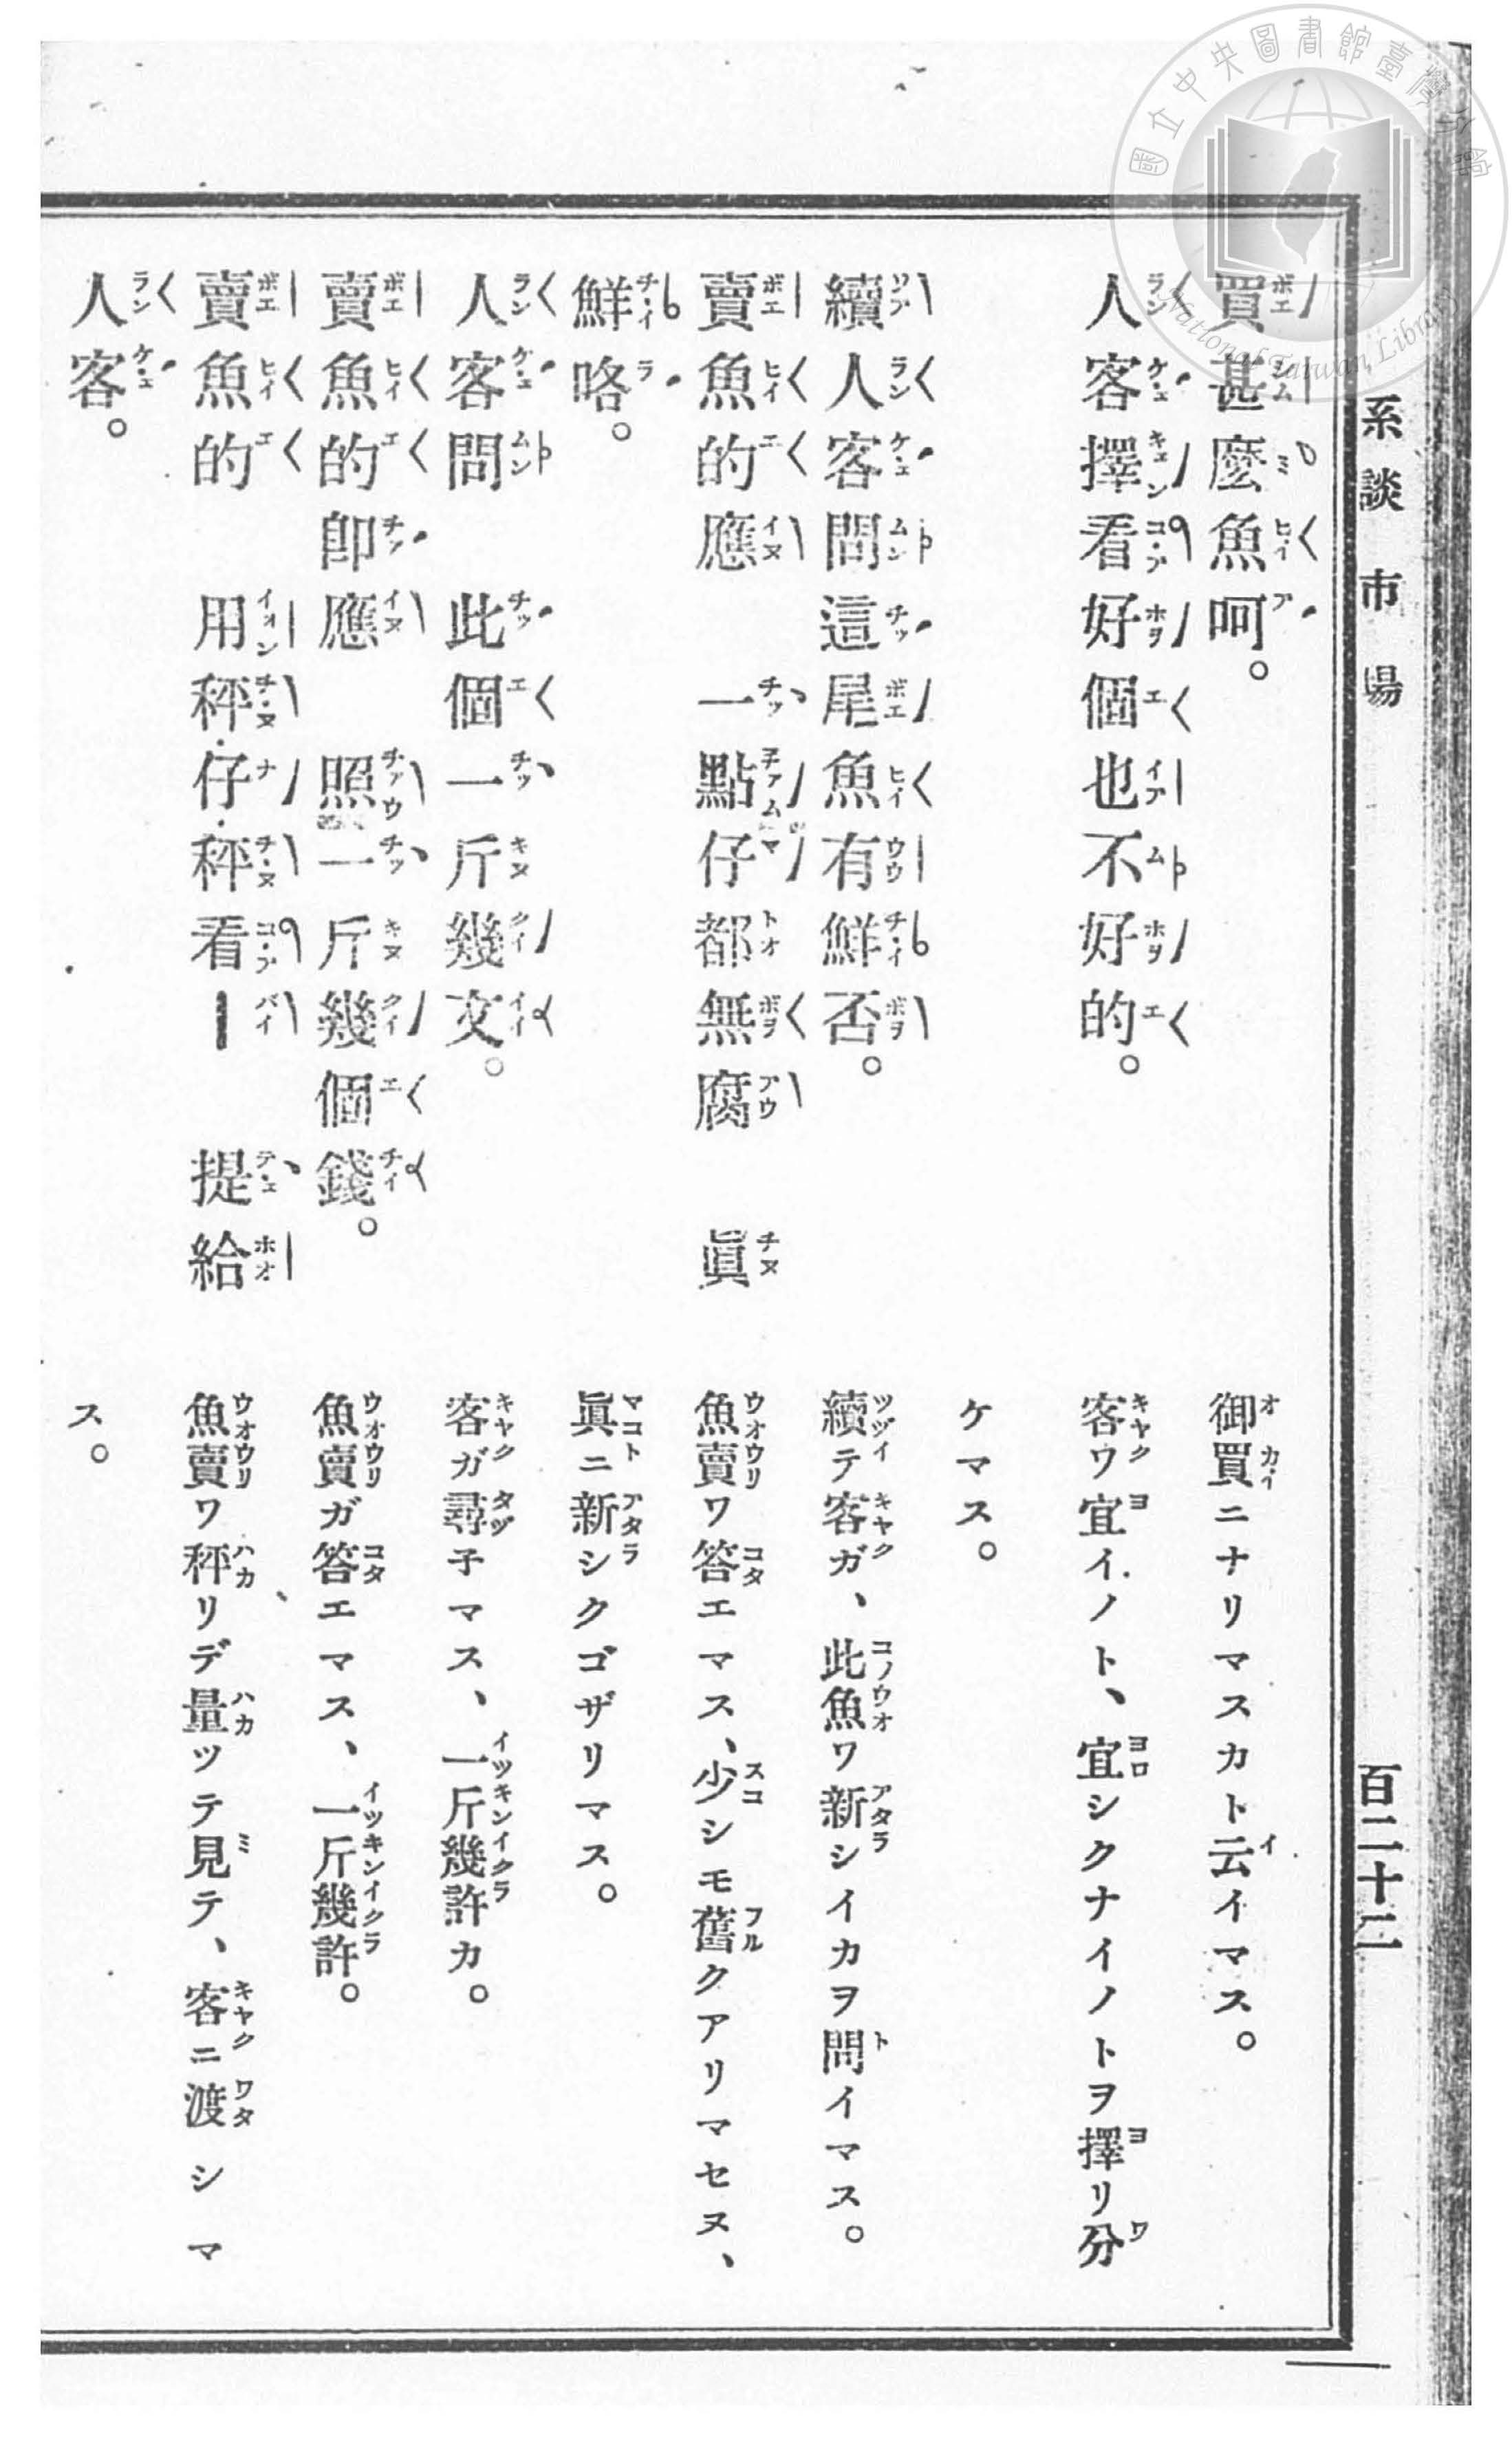 國立中央圖書館臺灣分館
National Taiwan Library
系談 市場
百二十二
買甚麼魚呵。
御買ニナリマスカト云イマス。
人客擇看好個也不好的。
客ワ宜イノト、宜シクナイノトヲ擇リ分
ケマス。
續人客問這尾魚有鮮否。
續テ客ガ、此魚ワ新シイカヲ問イマス。
賣魚的應 一點仔都無腐 眞
鮮咯。
魚賣ワ答エマス、少シモ舊クアリマセヌ、
眞ニ新シクゴザリマス。
人客問 此個一斤幾文。
客ガ尋子マス、一斤幾許カ。
賣魚的卽應 照一斤幾個錢。
魚賣ガ答エマス、一斤幾許。
賣魚的 用秤仔秤看ー 提給
人客。
魚賣ワ秤リデ量ツテ見テ、客ニ渡シマ
ス。